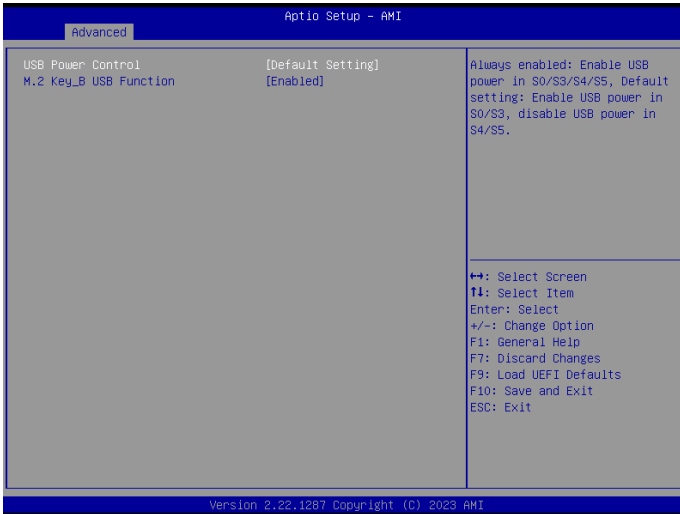 Aptio Setup – AMI
Advanced
USB Power Control [Default Setting]
M.2 Key_B USB Function [Enabled]
Always enabled: Enable USB
power in S0/S3/S4/S5, Default
setting: Enable USB power in
S0/S3, disable USB power in
S4/S5.
↔: Select Screen
↑↓: Select Item
Enter: Select
+/-: Change Option
F1: General Help
F7: Discard Changes
F9: Load UEFI Defaults
F10: Save and Exit
ESC: Exit
Version 2.22.1287 Copyright (C) 2023 AMI